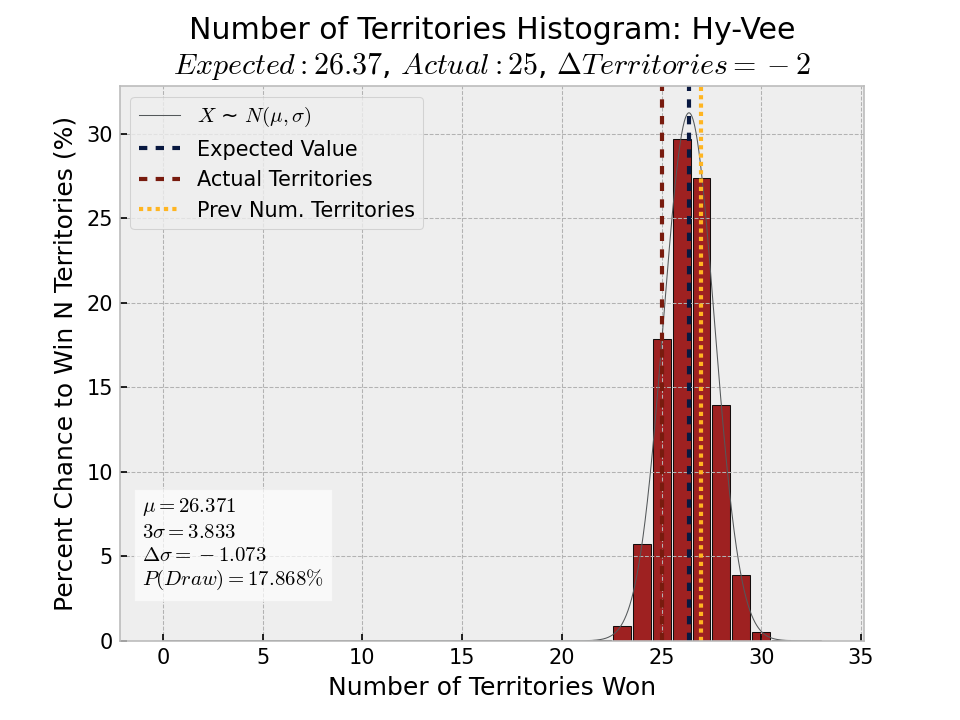 Number of Territories Histogram: Hy-Vee
Expected : 26.37, Actual : 25, ΔTerritories = −2
X ~ N(μ, σ)
Expected Value
Actual Territories
Prev Num. Territories
Percent Chance to Win N Territories (%)
30
25
20
15
10
5
0
μ = 26.371
3σ = 3.833
Δσ = −1.073
P(Draw) = 17.868%
0 5 10 15 20 25 30 35
Number of Territories Won